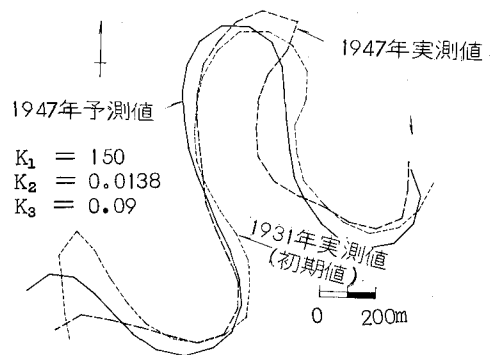 1947年実測値
1947年予測値
K₁ = 150
K₂ = 0.0138
K₃ = 0.09
1931年実測値
(初期値)
0 200m